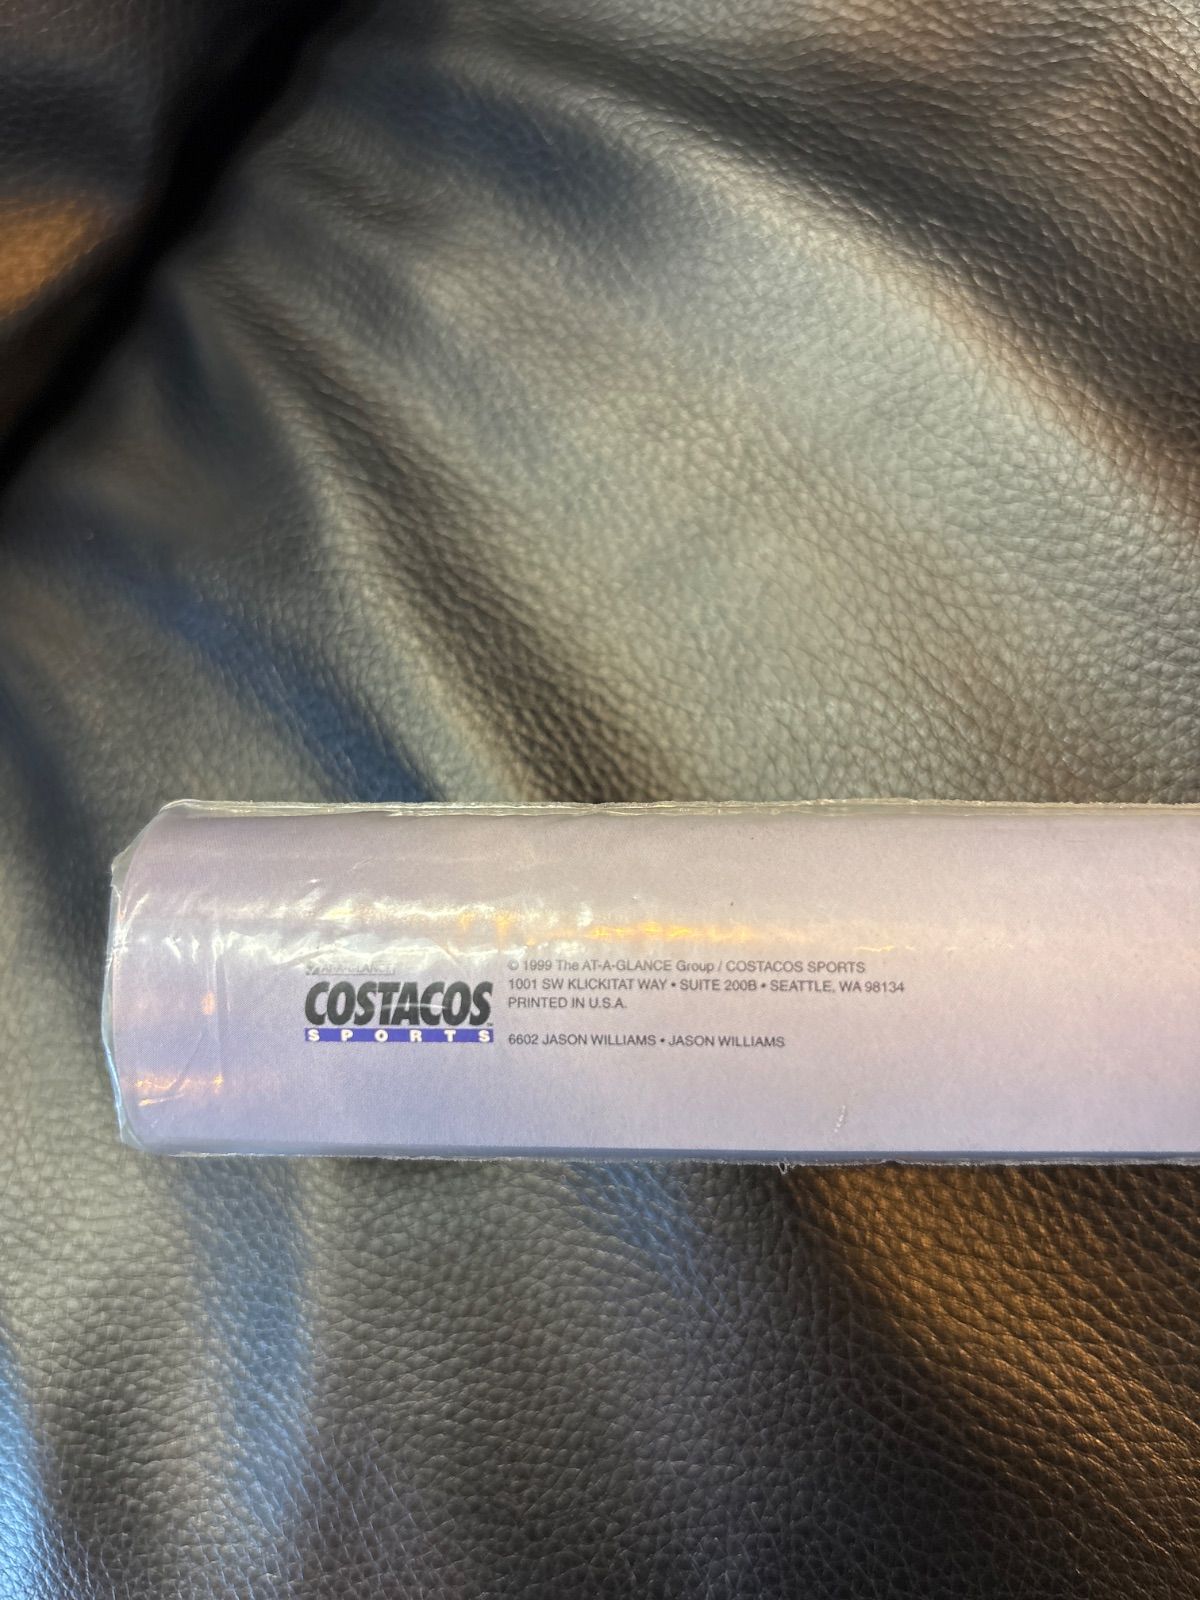 AT-A-GLANCE
COSTACOS
SPORTS
© 1999 The AT-A-GLANCE Group / COSTACOS SPORTS
1001 SW KLICKITAT WAY • SUITE 200B • SEATTLE, WA 98134
PRINTED IN U.S.A.
6602 JASON WILLIAMS • JASON WILLIAMS